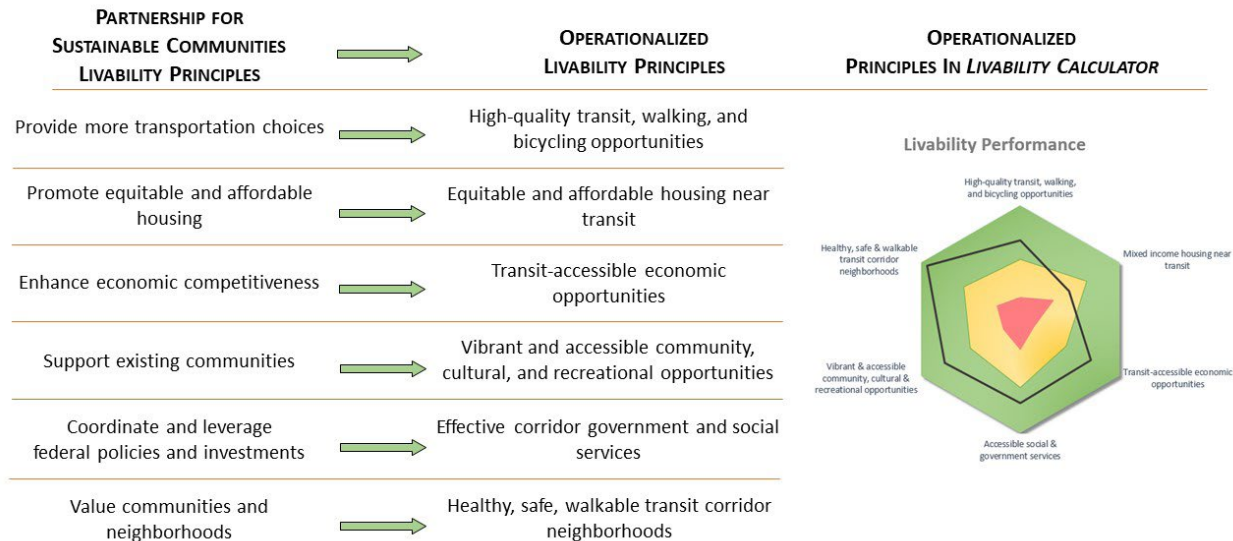 PARTNERSHIP FOR
SUSTAINABLE COMMUNITIES
LIVABILITY PRINCIPLES
OPERATIONALIZED
LIVABILITY PRINCIPLES
OPERATIONALIZED
PRINCIPLES IN LIVABILITY CALCULATOR
Provide more transportation choices
High-quality transit, walking, and
bicycling opportunities
Promote equitable and affordable
housing
Equitable and affordable housing near
transit
Enhance economic competitiveness
Transit-accessible economic
opportunities
Support existing communities
Vibrant and accessible community,
cultural, and recreational opportunities
Coordinate and leverage
federal policies and investments
Effective corridor government and social
services
Value communities and
neighborhoods
Healthy, safe, walkable transit corridor
neighborhoods
Livability Performance
High-quality transit, walking,
and bicycling opportunities
Healthy, safe & walkable
transit corridor
neighborhoods
Mixed income housing near
transit
Vibrant & accessible
community, cultural &
recreational opportunities
Transit-accessible economic
opportunities
Accessible social &
government services